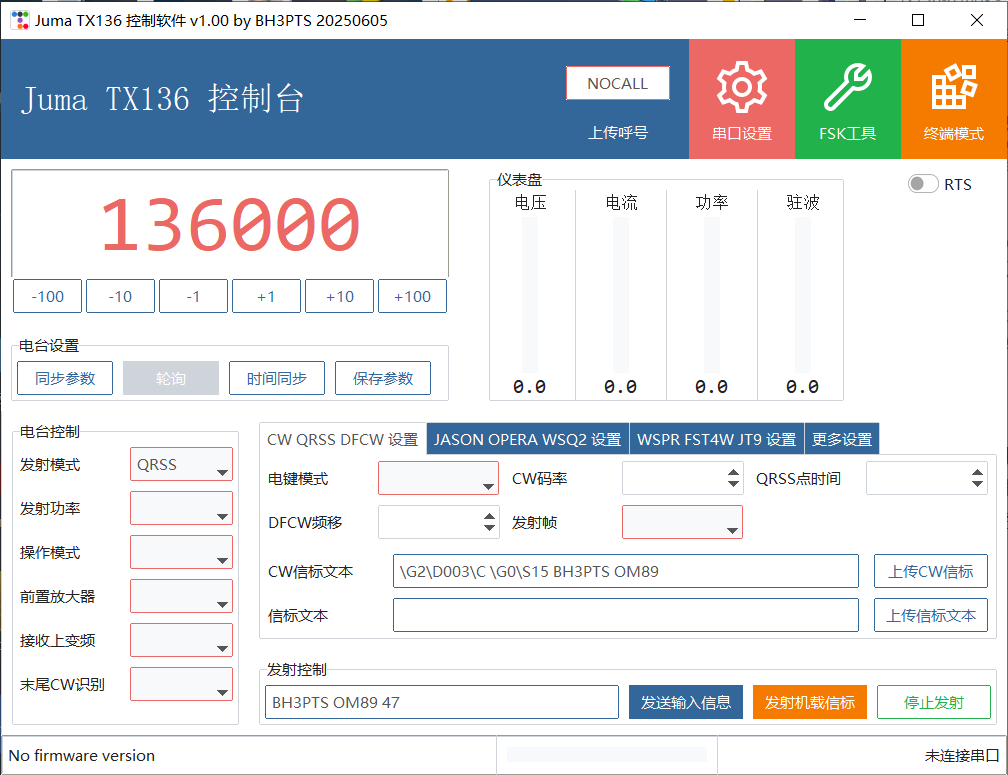 Juma TX136 控制软件 v1.00 by BH3PTS 20250605
Juma TX136 控制台
NOCALL
上传呼号
串口设置
FSK工具
终端模式
136000
-100 -10 -1 +1 +10 +100
电台设置
同步参数 轮询 时间同步 保存参数
仪表盘
电压 电流 功率 驻波
0.0 0.0 0.0 0.0
RTS
电台控制
发射模式 QRSS
发射功率
操作模式
前置放大器
接收上变频
末尾CW识别
CW QRSS DFCW 设置 JASON OPERA WSQ2 设置 WSPR FST4W JT9 设置 更多设置
电键模式 CW码率 QRSS点时间
DFCW频移 发射帧
CW信标文本 \G2\D003\C \G0\S15 BH3PTS OM89 上传CW信标
信标文本 上传信标文本
发射控制
BH3PTS OM89 47 发送输入信息 发射机载信标 停止发射
No firmware version 未连接串口